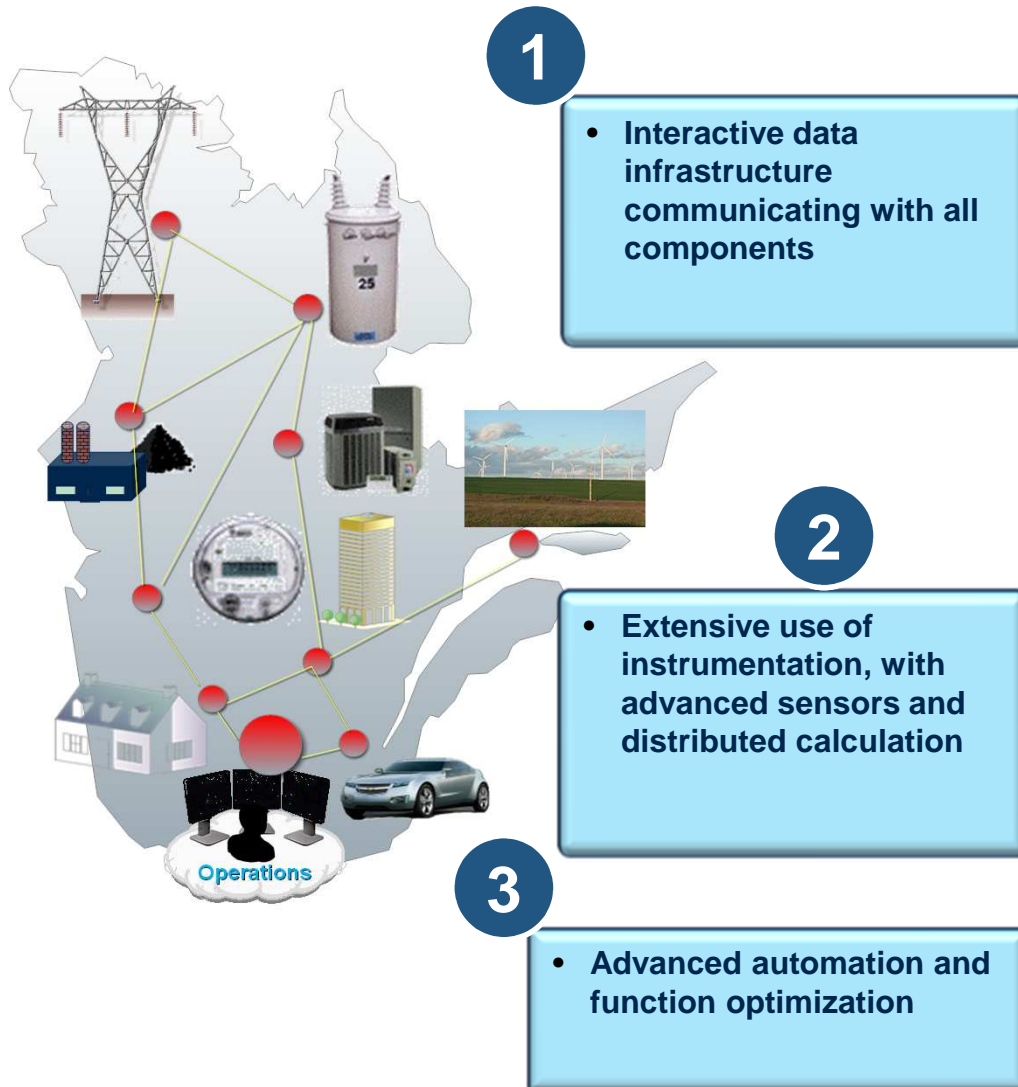 1
• Interactive data
infrastructure
communicating with all
components
25
2
• Extensive use of
instrumentation, with
advanced sensors and
distributed calculation
Operations
3
• Advanced automation and
function optimization